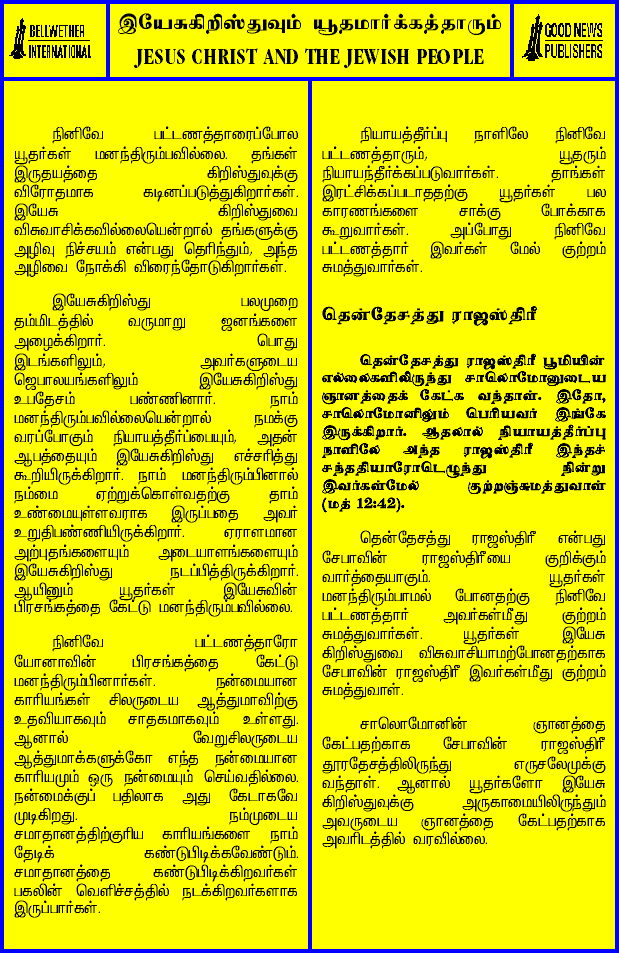 BELLWETHER
INTERNATIONAL
இயேசுகிறிஸ்துவும் யூதமார்க்கத்தாரும்
JESUS CHRIST AND THE JEWISH PEOPLE
GOOD NEWS
PUBLISHERS
நினிவே பட்டணத்தாரைப்போல
யூதர்கள் மனந்திரும்பவில்லை. தங்கள்
இருதயத்தை கிறிஸ்துவுக்கு
விரோதமாக கடினப்படுத்துகிறார்கள்.
இயேசு கிறிஸ்துவை
விசுவாசிக்கவில்லையென்றால் தங்களுக்கு
அழிவு நிச்சயம் என்பது தெரிந்தும், அந்த
அழிவை நோக்கி விரைந்தோடுகிறார்கள்.
இயேசுகிறிஸ்து பலமுறை
தம்மிடத்தில் வருமாறு ஜனங்களை
அழைக்கிறார். பொது
இடங்களிலும், அவர்களுடைய
ஜெபாலயங்களிலும் இயேசுகிறிஸ்து
உபதேசம் பண்ணினார். நாம்
மனந்திரும்பவில்லையென்றால் நமக்கு
வரப்போகும் நியாயத்தீர்ப்பையும், அதன்
ஆபத்தையும் இயேசுகிறிஸ்து எச்சரித்து
கூறியிருக்கிறார். நாம் மனந்திரும்பினால்
நம்மை ஏற்றுக்கொள்வதற்கு தாம்
உண்மையுள்ளவராக இருப்பதை அவர்
உறுதிபண்ணியிருக்கிறார். ஏராளமான
அற்புதங்களையும் அடையாளங்களையும்
இயேசுகிறிஸ்து நடப்பித்திருக்கிறார்.
ஆயினும் யூதர்கள் இயேசுவின்
பிரசங்கத்தை கேட்டு மனந்திரும்பவில்லை.
நினிவே பட்டணத்தாரோ
யோனாவின் பிரசங்கத்தை கேட்டு
மனந்திரும்பினார்கள். நன்மையான
காரியங்கள் சிலருடைய ஆத்துமாவிற்கு
உதவியாகவும் சாதகமாகவும் உள்ளது.
ஆனால் வேறுசிலருடைய
ஆத்துமாக்களுக்கோ எந்த நன்மையான
காரியமும் ஒரு நன்மையும் செய்வதில்லை.
நன்மைக்குப் பதிலாக அது கேடாகவே
முடிகிறது. நம்முடைய
சமாதானத்திற்குரிய காரியங்களை நாம்
தேடிக் கண்டுபிடிக்கவேண்டும்.
சமாதானத்தை கண்டுபிடிக்கிறவர்கள்
பகலின் வெளிச்சத்தில் நடக்கிறவர்களாக
இருப்பார்கள்.
நியாயத்தீர்ப்பு நாளிலே நினிவே
பட்டணத்தாரும், யூதரும்
நியாயந்தீர்க்கப்படுவார்கள். தாங்கள்
இரட்சிக்கப்படாததற்கு யூதர்கள் பல
காரணங்களை சாக்கு போக்காக
கூறுவார்கள். அப்போது நினிவே
பட்டணத்தார் இவர்கள் மேல் குற்றம்
சுமத்துவார்கள்.
தென்தேசத்து ராஜஸ்திரீ
தென்தேசத்து ராஜஸ்திரீ பூமியின்
எல்லைகளிலிருந்து சாலொமோனுடைய
ஞானத்தைக் கேட்க வந்தாள். இதோ,
சாலொமோனிலும் பெரியவர் இங்கே
இருக்கிறார். ஆதலால் நியாயத்தீர்ப்பு
நாளிலே அந்த ராஜஸ்திரீ இந்தச்
சந்ததியாரோடெழுந்து நின்று
இவர்கள்மேல் குற்றஞ்சுமத்துவாள்
(மத் 12:42).
தென்தேசத்து ராஜஸ்திரீ என்பது
சேபாவின் ராஜஸ்திரீயை குறிக்கும்
வார்த்தையாகும். யூதர்கள்
மனந்திரும்பாமல் போனதற்கு நினிவே
பட்டணத்தார் அவர்கள்மீது குற்றம்
சுமத்துவார்கள். யூதர்கள் இயேசு
கிறிஸ்துவை விசுவாசியாமற்போனதற்காக
சேபாவின் ராஜஸ்திரீ இவர்கள்மீது குற்றம்
சுமத்துவாள்.
சாலொமோனின் ஞானத்தை
கேட்பதற்காக சேபாவின் ராஜஸ்திரீ
தூரதேசத்திலிருந்து எருசலேமுக்கு
வந்தாள். ஆனால் யூதர்களோ இயேசு
கிறிஸ்துவுக்கு அருகாமையிலிருந்தும்
அவருடைய ஞானத்தை கேட்பதற்காக
அவரிடத்தில் வரவில்லை.